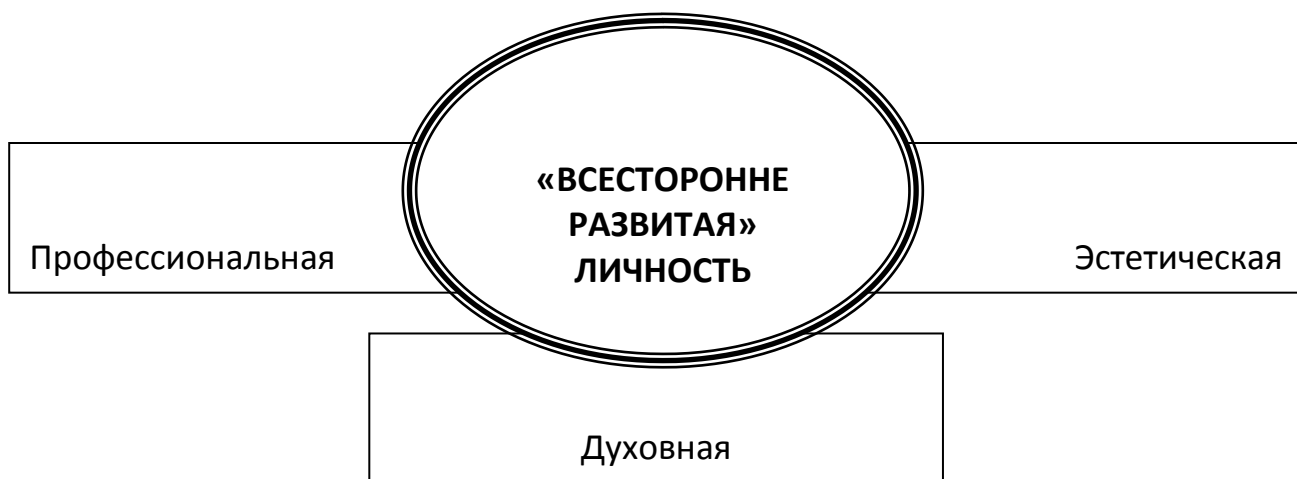 «ВСЕСТОРОННЕ
РАЗВИТАЯ»
ЛИЧНОСТЬ
Профессиональная
Эстетическая
Духовная